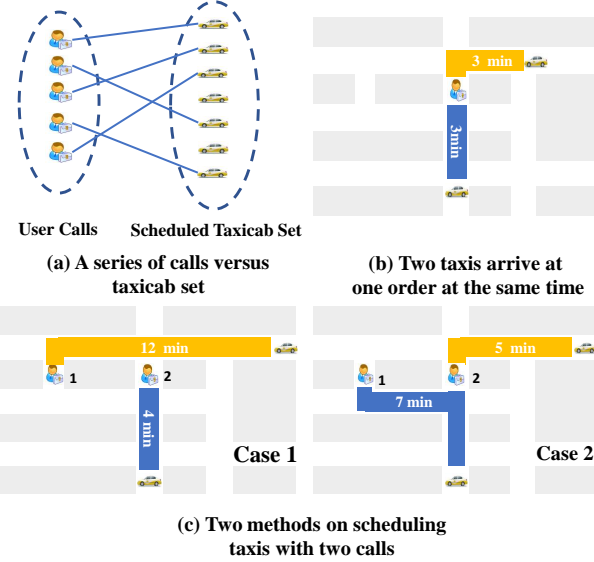 3 min
3min
User Calls
Scheduled Taxicab Set
(a) A series of calls versus
taxicab set
(b) Two taxis arrive at
one order at the same time
12 min
1
2
4 min
Case 1
5 min
1
2
7 min
Case 2
(c) Two methods on scheduling
taxis with two calls